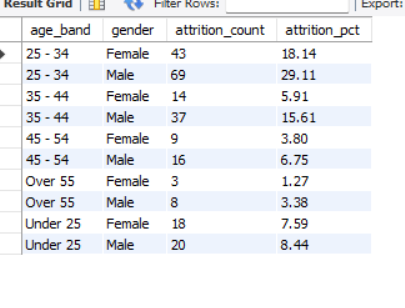 Result Grid Filter Rows: Export:
age_band gender attrition_count attrition_pct
25 - 34 Female 43 18.14
25 - 34 Male 69 29.11
35 - 44 Female 14 5.91
35 - 44 Male 37 15.61
45 - 54 Female 9 3.80
45 - 54 Male 16 6.75
Over 55 Female 3 1.27
Over 55 Male 8 3.38
Under 25 Female 18 7.59
Under 25 Male 20 8.44